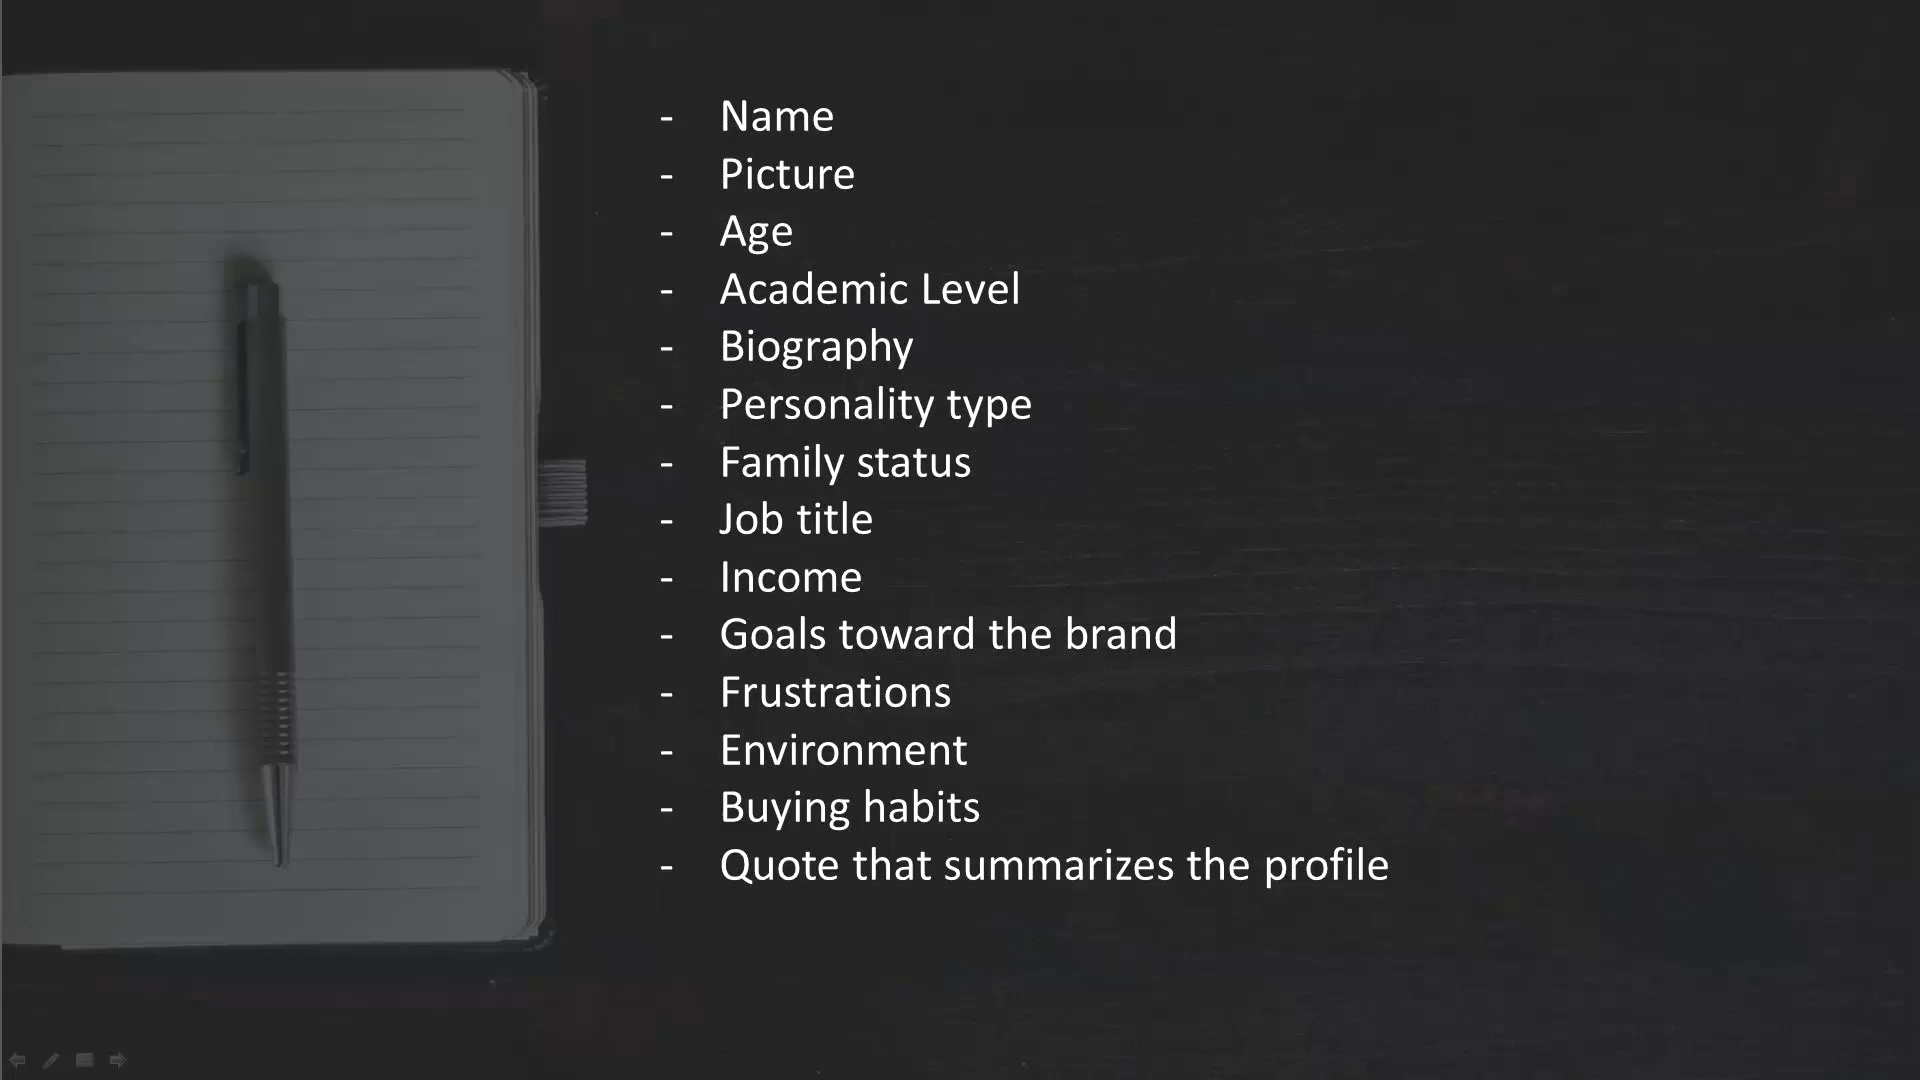 - Name
- Picture
- Age
- Academic Level
- Biography
- Personality type
- Family status
- Job title
- Income
- Goals toward the brand
- Frustrations
- Environment
- Buying habits
- Quote that summarizes the profile